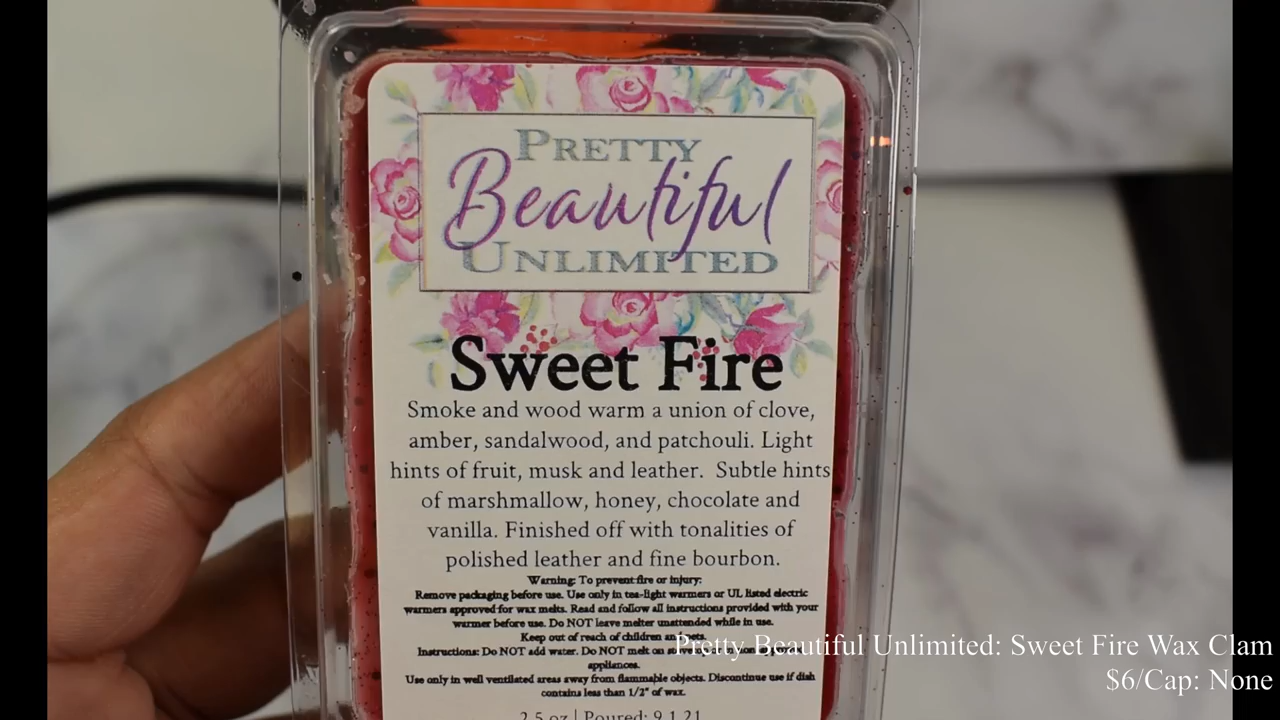 PRETTY
Beautiful
UNLIMITED
Sweet Fire
Smoke and wood warm a union of clove,
amber, sandalwood, and patchouli. Light
hints of fruit, musk and leather. Subtle hints
of marshmallow, honey, chocolate and
vanilla. Finished off with tonalities of
polished leather and fine bourbon.
Warning: To prevent fire or injury:
Remove packaging before use. Use only in tea-light warmers or UL listed electric
warmers approved for wax melts. Read and follow all instructions provided with your
warmer before use. Do NOT leave melter unattended while in use.
Keep out of reach of children and pets.
Instructions: Do NOT add water. Do NOT melt on
appliances.
Use only in well ventilated areas away from flammable objects. Discontinue use if dish
contains less than 1/2" of wax.
2.5 oz | Poured: 9.1.21
Pretty Beautiful Unlimited: Sweet Fire Wax Clam
$6/Cap: None